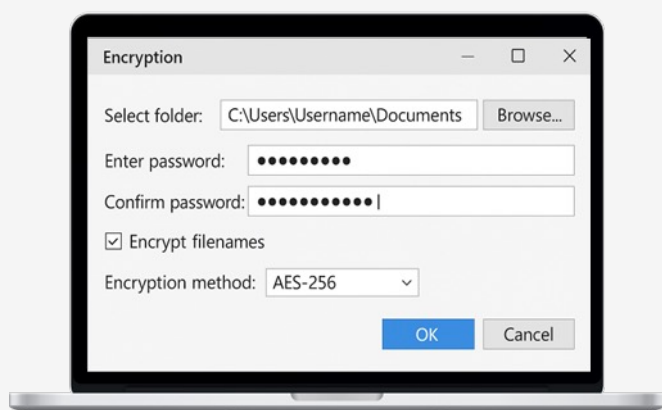 Encryption
Select folder: C:\Users\Username\Documents Browse...
Enter password: ●●●●●●●●●
Confirm password: ●●●●●●●●●●●
Encrypt filenames
Encryption method: AES-256
OK Cancel